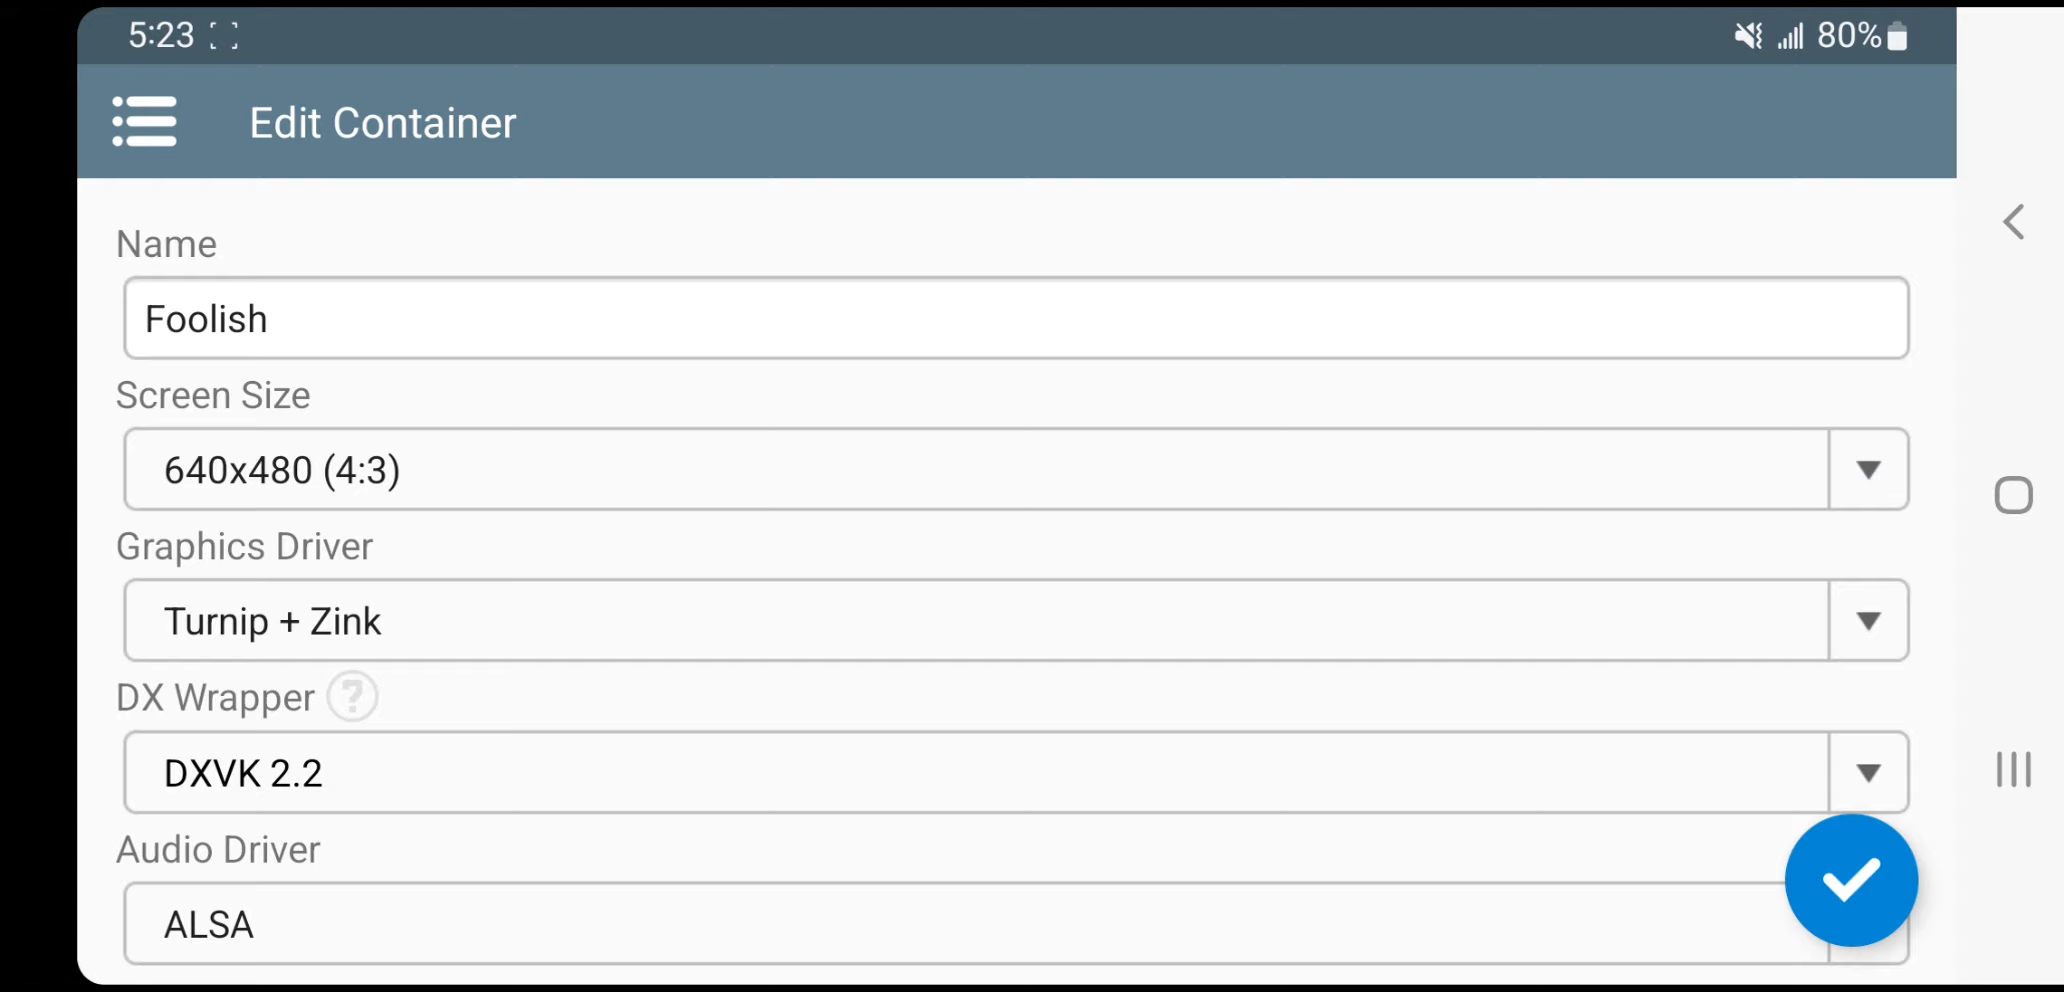 5:23 80%
Edit Container
Name
Foolish
Screen Size
640x480 (4:3)
Graphics Driver
Turnip + Zink
DX Wrapper ?
DXVK 2.2
Audio Driver
ALSA